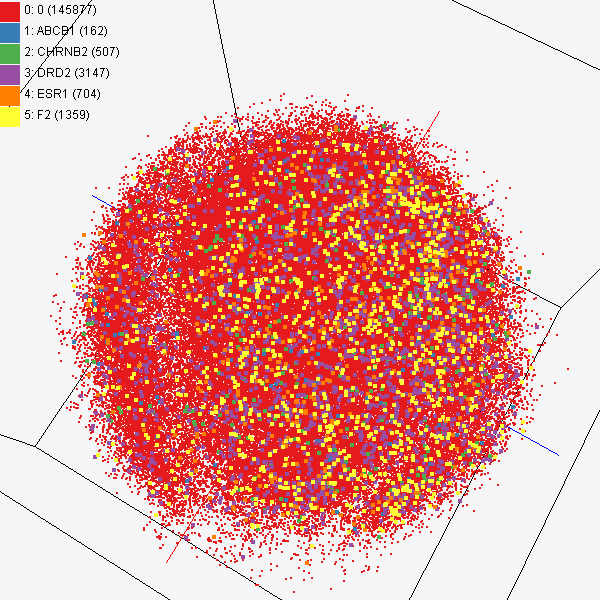 0: 0 (145877)
1: ABCB1 (162)
2: CHRNB2 (507)
3: DRD2 (3147)
4: ESR1 (704)
5: F2 (1359)